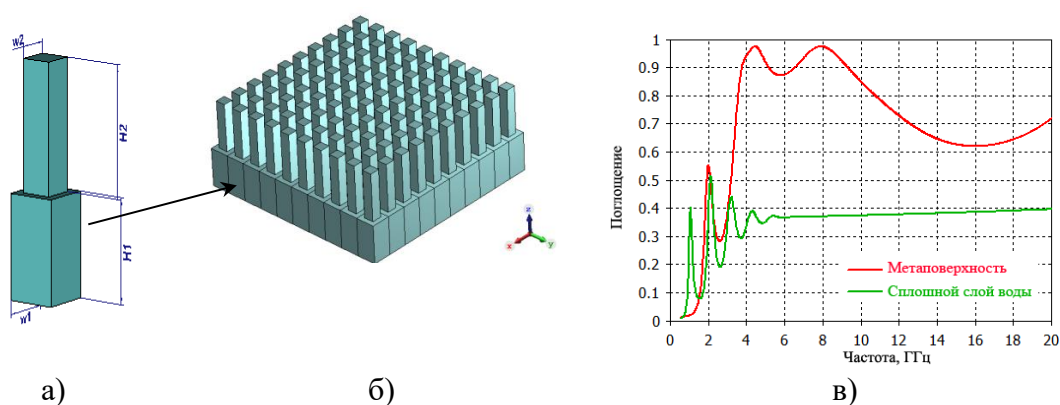 w2
H2
H1
w1
x
z
y
а)
б)
Поглощение
1
0.9
0.8
0.7
0.6
0.5
0.4
0.3
0.2
0.1
0
Метаповерхность
Сплошной слой воды
0 2 4 6 8 10 12 14 16 18 20
Частота, ГГц
в)